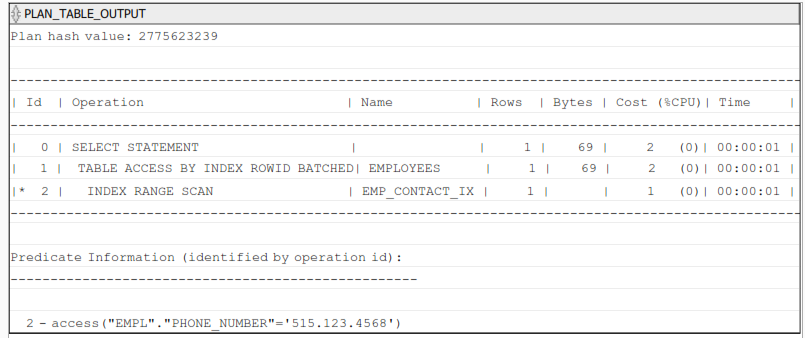 PLAN_TABLE_OUTPUT
Plan hash value: 2775623239
--------------------------------------------------------------------------------------------------
| Id | Operation | Name | Rows | Bytes | Cost (%CPU)| Time |
--------------------------------------------------------------------------------------------------
| 0 | SELECT STATEMENT | | 1 | 69 | 2 (0)| 00:00:01 |
| 1 | TABLE ACCESS BY INDEX ROWID BATCHED| EMPLOYEES | 1 | 69 | 2 (0)| 00:00:01 |
|* 2 | INDEX RANGE SCAN | EMP_CONTACT_IX | 1 | | 1 (0)| 00:00:01 |
--------------------------------------------------------------------------------------------------
Predicate Information (identified by operation id):
---------------------------------------------------
2 - access("EMPL"."PHONE_NUMBER"='515.123.4568')